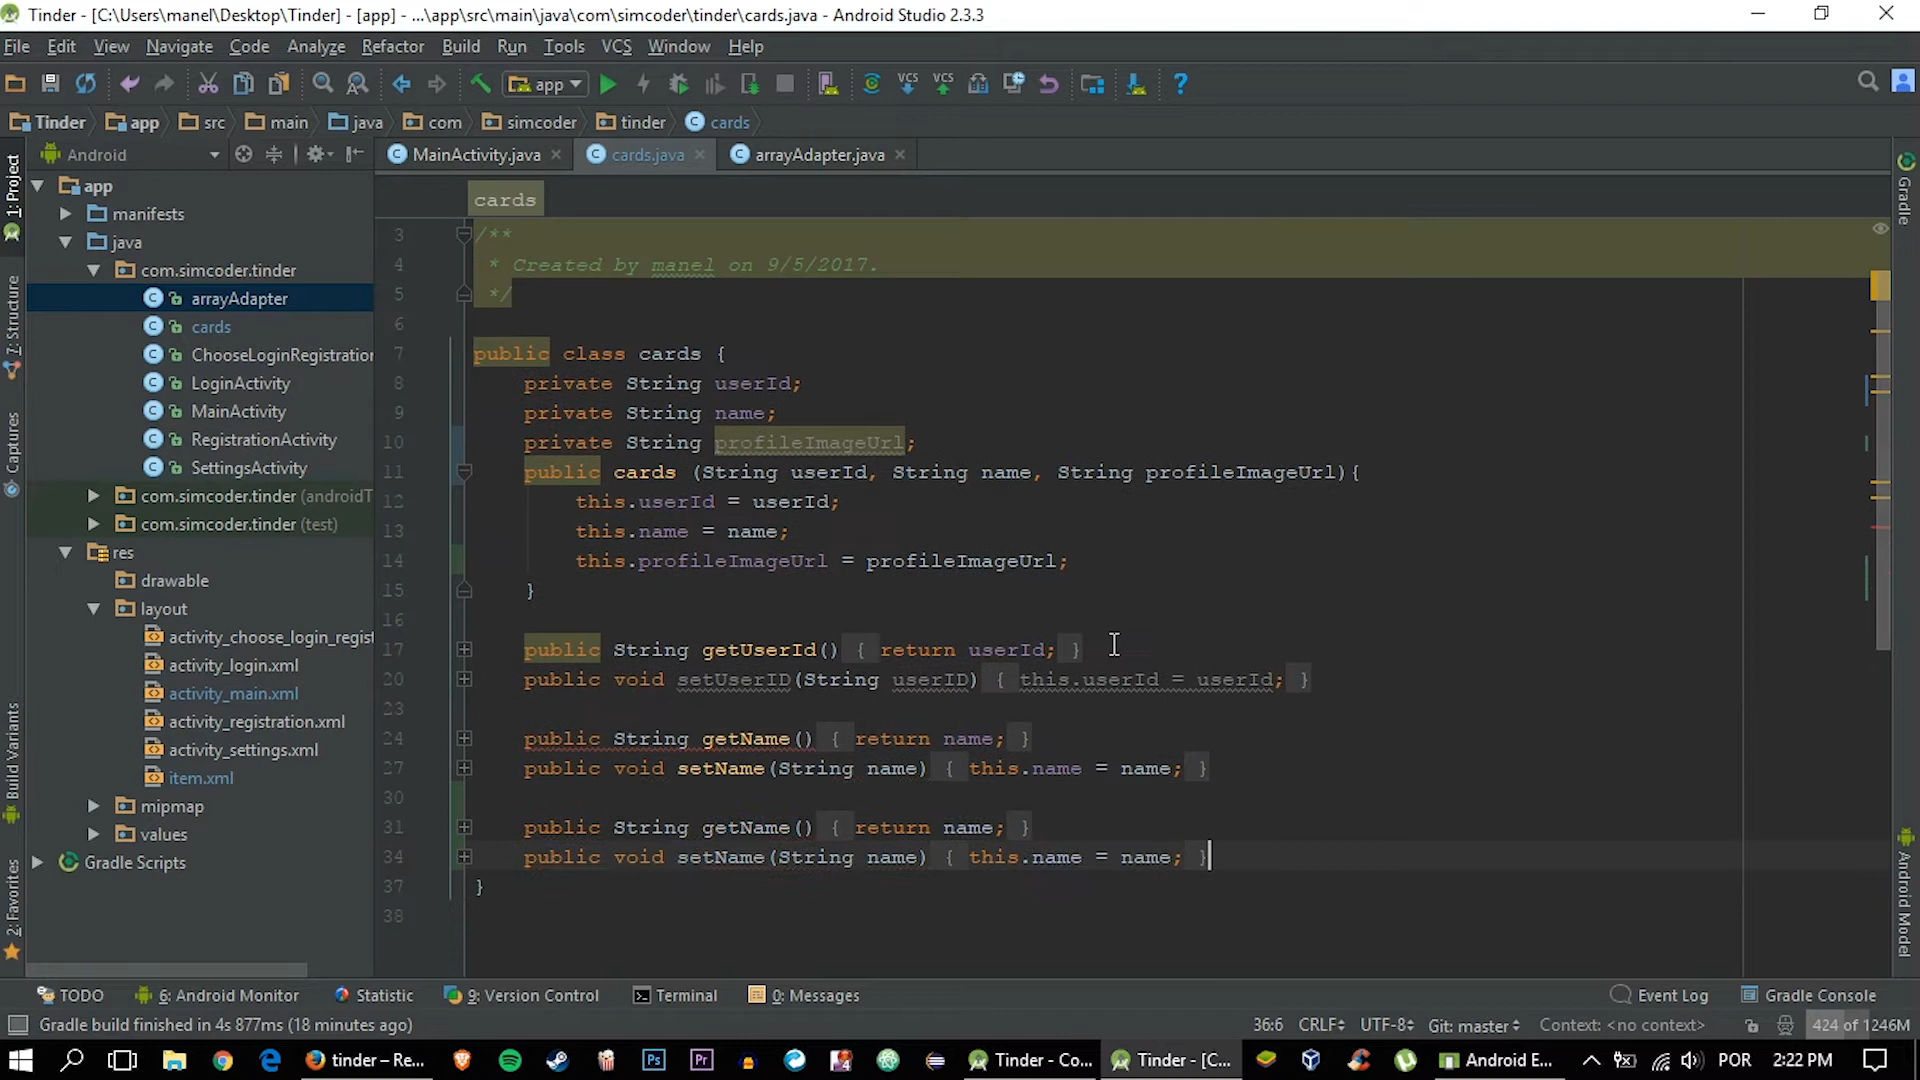 Tinder - [C:\Users\manel\Desktop\Tinder] - [app] - ...\app\src\main\java\com\simcoder\tinder\cards.java - Android Studio 2.3.3
File Edit View Navigate Code Analyze Refactor Build Run Tools VCS Window Help
app VCS VCS
Tinder app src main java com simcoder tinder cards
Android
MainActivity.java cards.java arrayAdapter.java
1: Project
7: Structure
Captures
Build Variants
2: Favorites
app
manifests
java
com.simcoder.tinder
arrayAdapter
cards
ChooseLoginRegistration
LoginActivity
MainActivity
RegistrationActivity
SettingsActivity
com.simcoder.tinder (androidT
com.simcoder.tinder (test)
res
drawable
layout
activity_choose_login_regist
activity_login.xml
activity_main.xml
activity_registration.xml
activity_settings.xml
item.xml
mipmap
values
Gradle Scripts
cards
3 /**
4 * Created by manel on 9/5/2017.
5 */
6
7 public class cards {
8 private String userId;
9 private String name;
10 private String profileImageUrl;
11 public cards (String userId, String name, String profileImageUrl){
12 this.userId = userId;
13 this.name = name;
14 this.profileImageUrl = profileImageUrl;
15 }
16
17 public String getUserId() { return userId; }
20 public void setUserID(String userID) { this.userId = userId; }
23
24 public String getName() { return name; }
27 public void setName(String name) { this.name = name; }
30
31 public String getName() { return name; }
34 public void setName(String name) { this.name = name; }
37 }
38
Gradle
Android Model
TODO 6: Android Monitor Statistic 9: Version Control Terminal 0: Messages Event Log Gradle Console
Gradle build finished in 4s 877ms (18 minutes ago) 36:6 CRLF UTF-8 Git: master Context: <no context> 424 of 1246M
tinder – Re... Ps Pr Tinder - Co... Tinder - [C... Android E... POR 2:22 PM